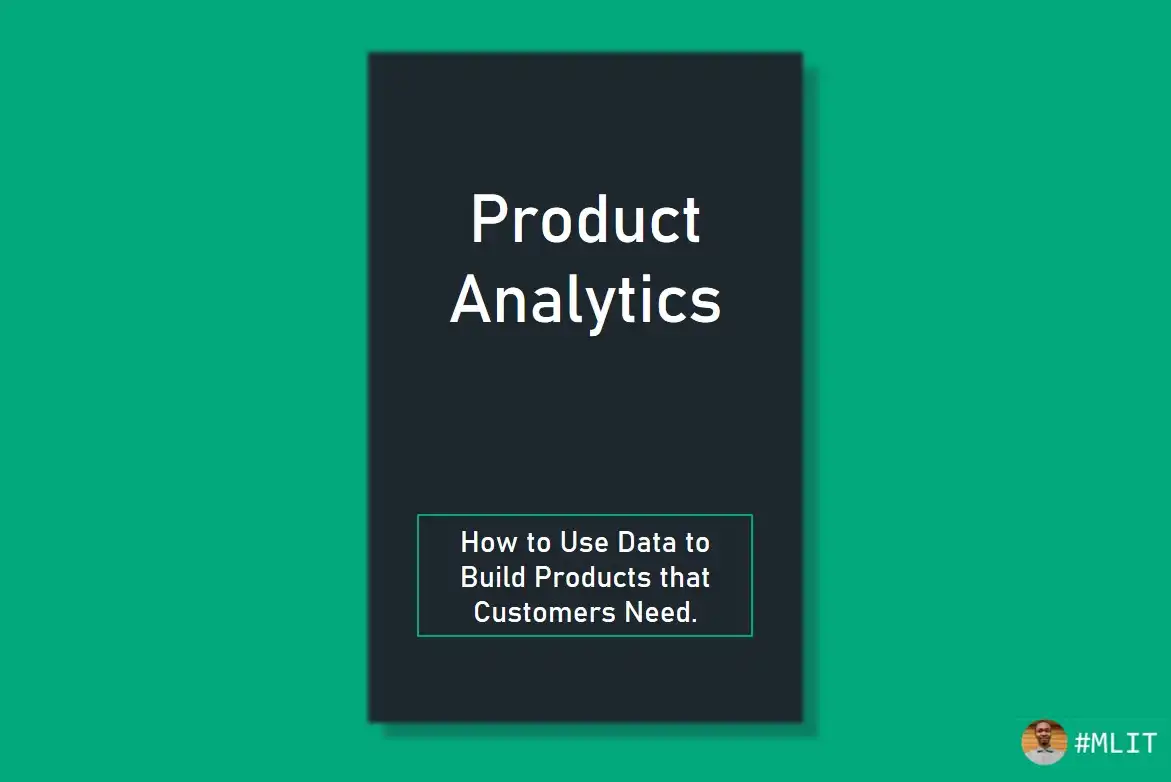 Product
Analytics
How to Use Data to
Build Products that
Customers Need.
#MLIT